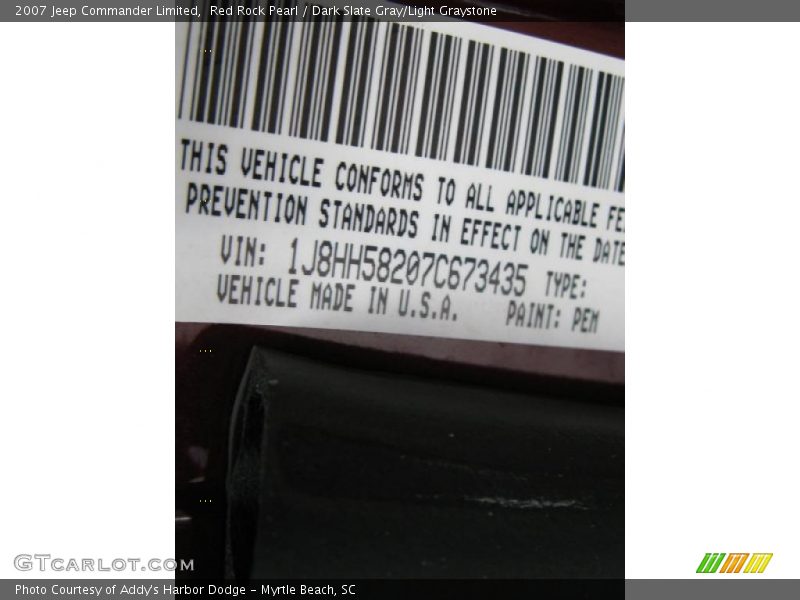 2007 Jeep Commander Limited, Red Rock Pearl / Dark Slate Gray/Light Graystone
THIS VEHICLE CONFORMS TO ALL APPLICABLE FE
PREVENTION STANDARDS IN EFFECT ON THE DATE
VIN: 1J8HH58207C673435 TYPE:
VEHICLE MADE IN U.S.A. PAINT: PEM
GTCARLOT.COM
Photo Courtesy of Addy's Harbor Dodge - Myrtle Beach, SC